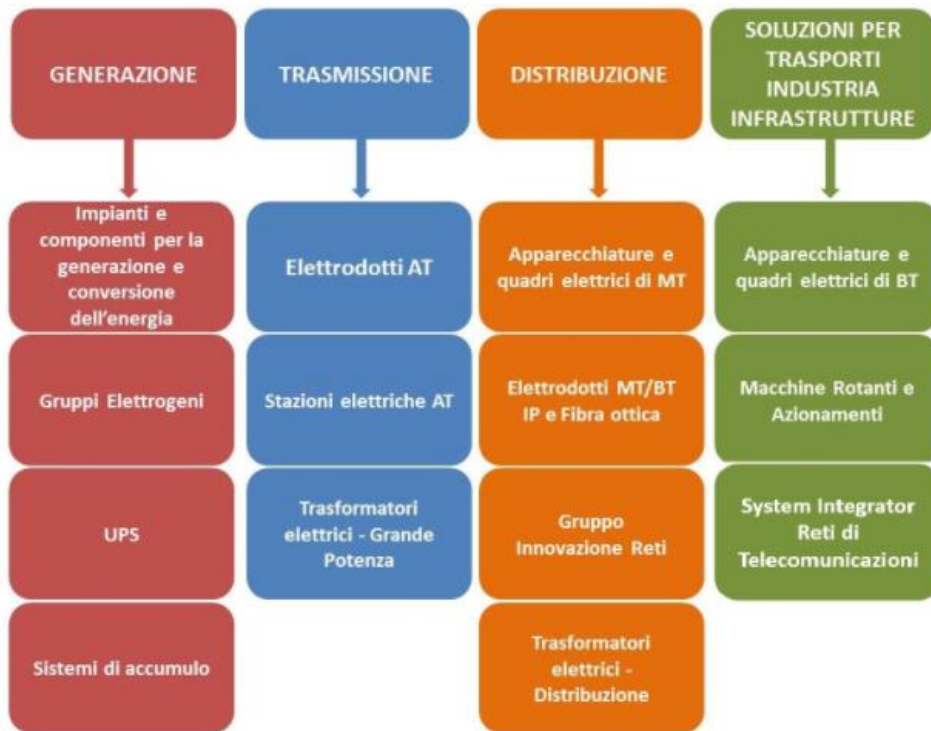 GENERAZIONE
TRASMISSIONE
DISTRIBUZIONE
SOLUZIONI PER
TRASPORTI
INDUSTRIA
INFRASTRUTTURE
Impianti e
componenti per la
generazione e
conversione
dell'energia
Elettrodotti AT
Apparecchiature e
quadri elettrici di MT
Apparecchiature e
quadri elettrici di BT
Gruppi Elettrogeni
Stazioni elettriche AT
Elettrodotti MT/BT
IP e Fibra ottica
Macchine Rotanti e
Azionamenti
UPS
Trasformatori
elettrici - Grande
Potenza
Gruppo
Innovazione Reti
System Integrator
Reti di
Telecomunicazioni
Sistemi di accumulo
Trasformatori
elettrici -
Distribuzione